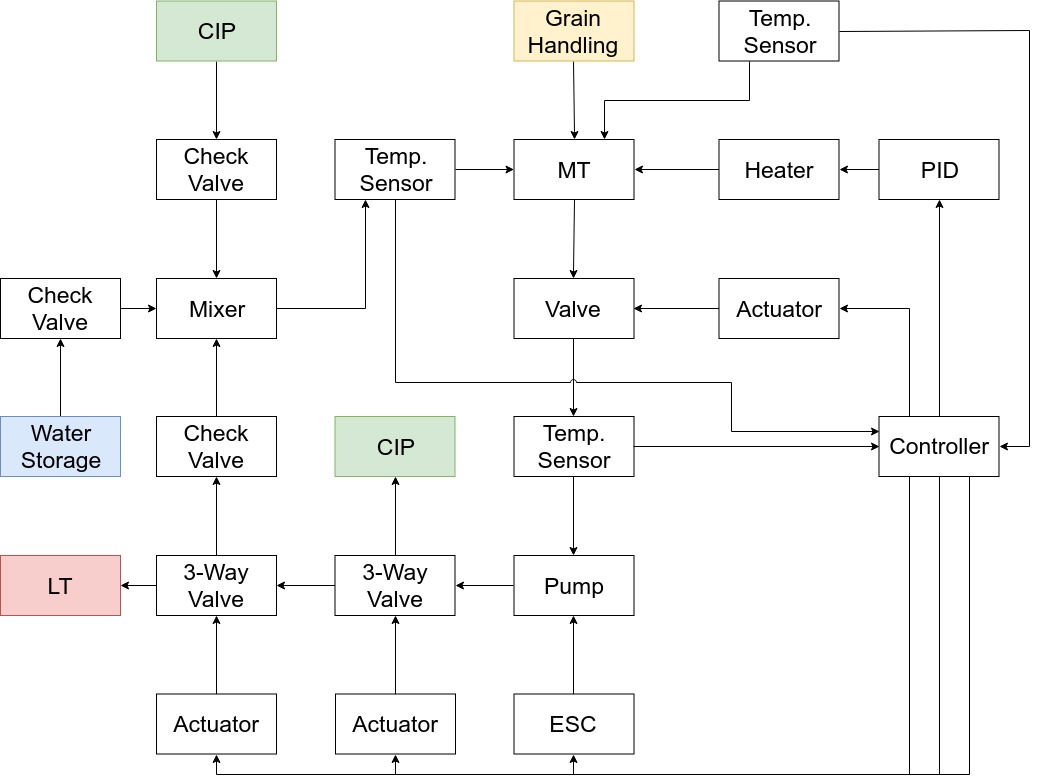 CIP
Grain
Handling
Temp.
Sensor
Check
Valve
Temp.
Sensor
MT
Heater
PID
Check
Valve
Mixer
Valve
Actuator
Water
Storage
Check
Valve
CIP
Temp.
Sensor
Controller
LT
3-Way
Valve
3-Way
Valve
Pump
Actuator
Actuator
ESC